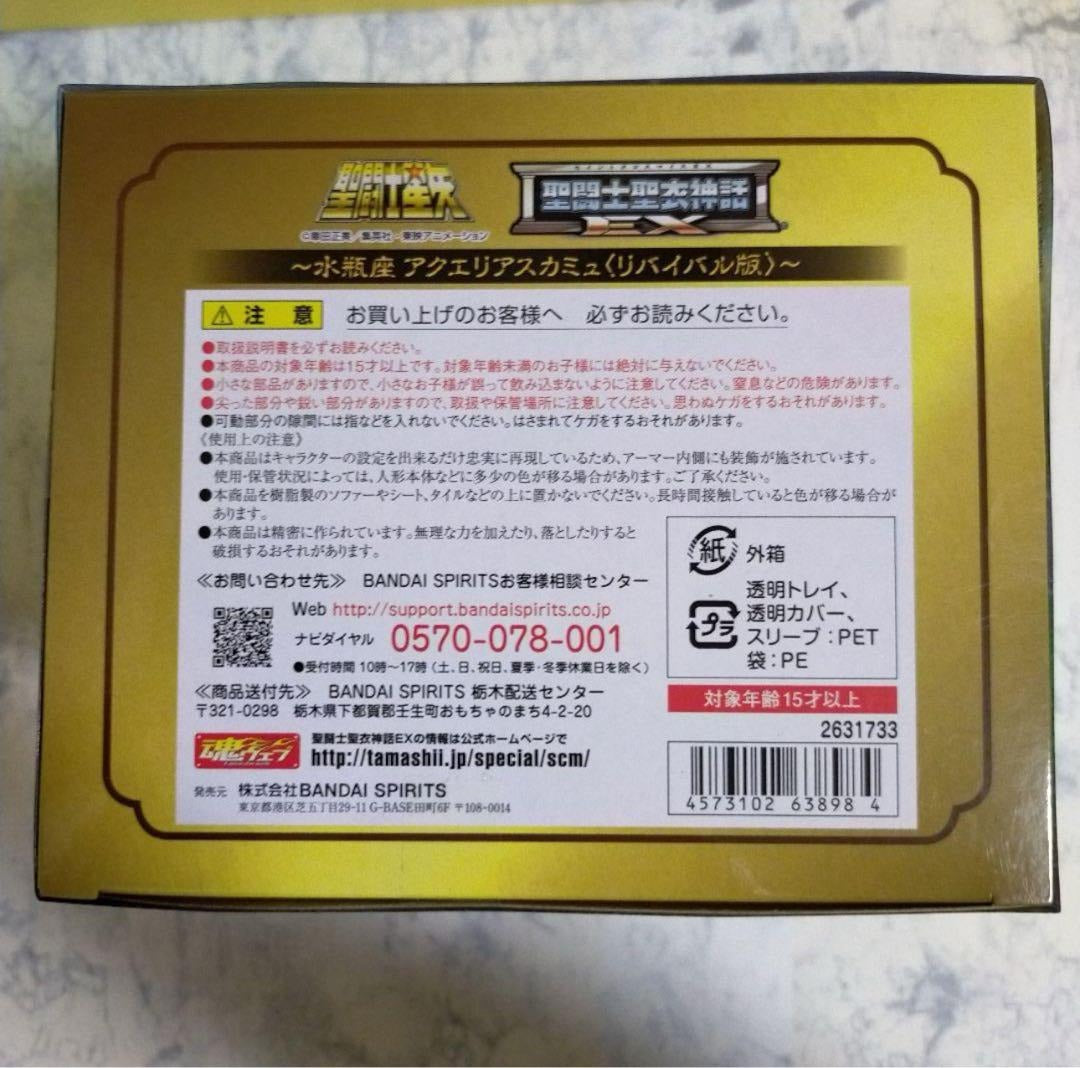 聖闘士星矢
©車田正美/集英社・東映アニメーション
聖闘士聖衣神話
EX
～水瓶座 アクエリアスカミュ〈リバイバル版〉～
注 意 お買い上げのお客様へ 必ずお読みください。
●取扱説明書を必ずお読みください。
●本商品の対象年齢は15才以上です。対象年齢未満のお子様には絶対に与えないでください。
●小さな部品がありますので、小さなお子様が誤って飲み込まないように注意してください。窒息などの危険があります。
●尖った部分や鋭い部分がありますので、取扱や保管場所に注意してください。思わぬケガをするおそれがあります。
●可動部分の隙間には指などを入れないでください。はさまれてケガをするおそれがあります。
《使用上の注意》
●本商品はキャラクターの設定を出来るだけ忠実に再現しているため、アーマー内側にも装飾が施されています。
使用・保管状況によっては、人形本体などに多少の色が移る場合があります。ご了承ください。
●本商品を樹脂製のソファーやシート、タイルなどの上に置かないでください。長時間接触していると色が移る場合が
あります。
●本商品は精密に作られています。無理な力を加えたり、落としたりすると
破損するおそれがあります。
≪お問い合わせ先≫ BANDAI SPIRITSお客様相談センター
Web http://support.bandaispirits.co.jp
ナビダイヤル 0570-078-001
●受付時間 10時～17時(土、日、祝日、夏季・冬季休業日を除く)
≪商品送付先≫ BANDAI SPIRITS 栃木配送センター
〒321-0298 栃木県下都賀郡壬生町おもちゃのまち4-2-20
魂ウェブ
聖闘士聖衣神話EXの情報は公式ホームページで
http://tamashii.jp/special/scm/
発売元 株式会社BANDAI SPIRITS
東京都港区芝五丁目29-11 G-BASE田町6F 〒108-0014
紙 外箱
プラ
透明トレイ、
透明カバー、
スリーブ:PET
袋:PE
対象年齢15才以上
2631733
4573102 63898 4